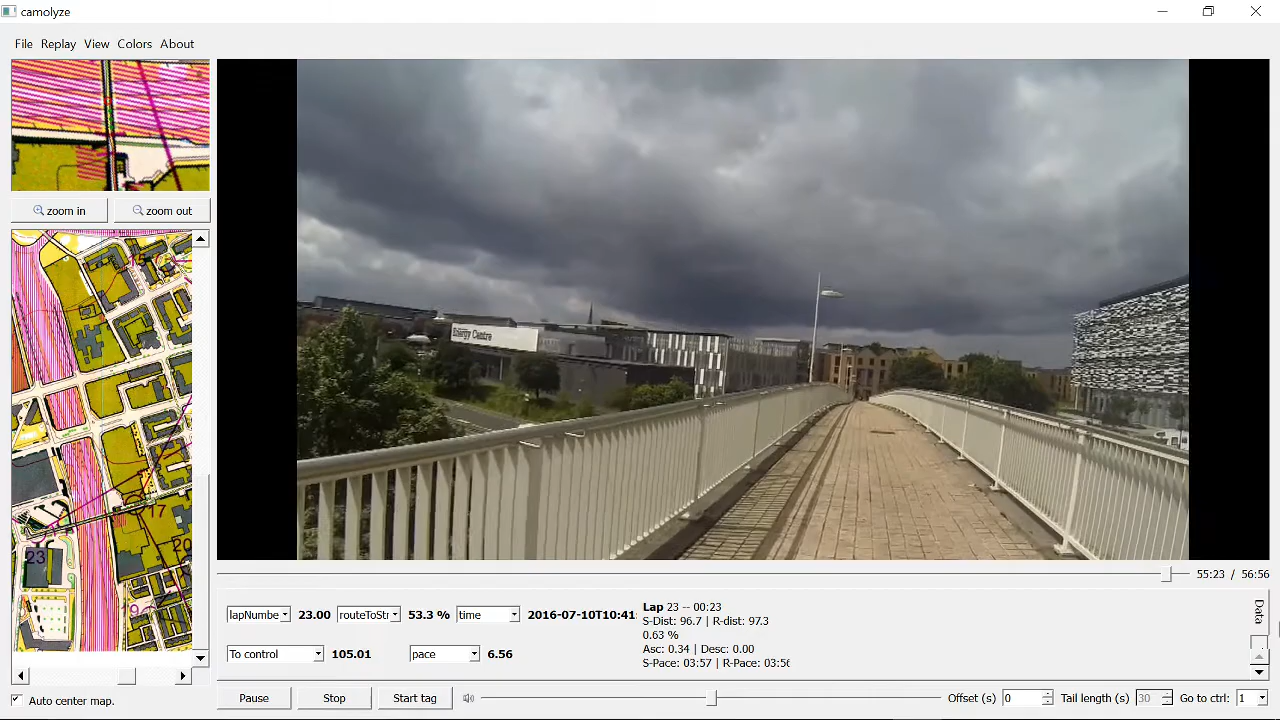 camolyze
File Replay View Colors About
zoom in zoom out
Energy Centre
17
20
23
19
55:23 / 56:56
lapNumbe 23.00 routeToStr 53.3 % time 2016-07-10T10:41:
To control 105.01 pace 6.56
Lap 23 -- 00:23
S-Dist: 96.7 | R-dist: 97.3
0.63 %
Asc: 0.34 | Desc: 0.00
S-Pace: 03:57 | R-Pace: 03:56
Data
Auto center map.
Pause Stop Start tag Offset (s) 0 Tail length (s) 30 Go to ctrl: 1